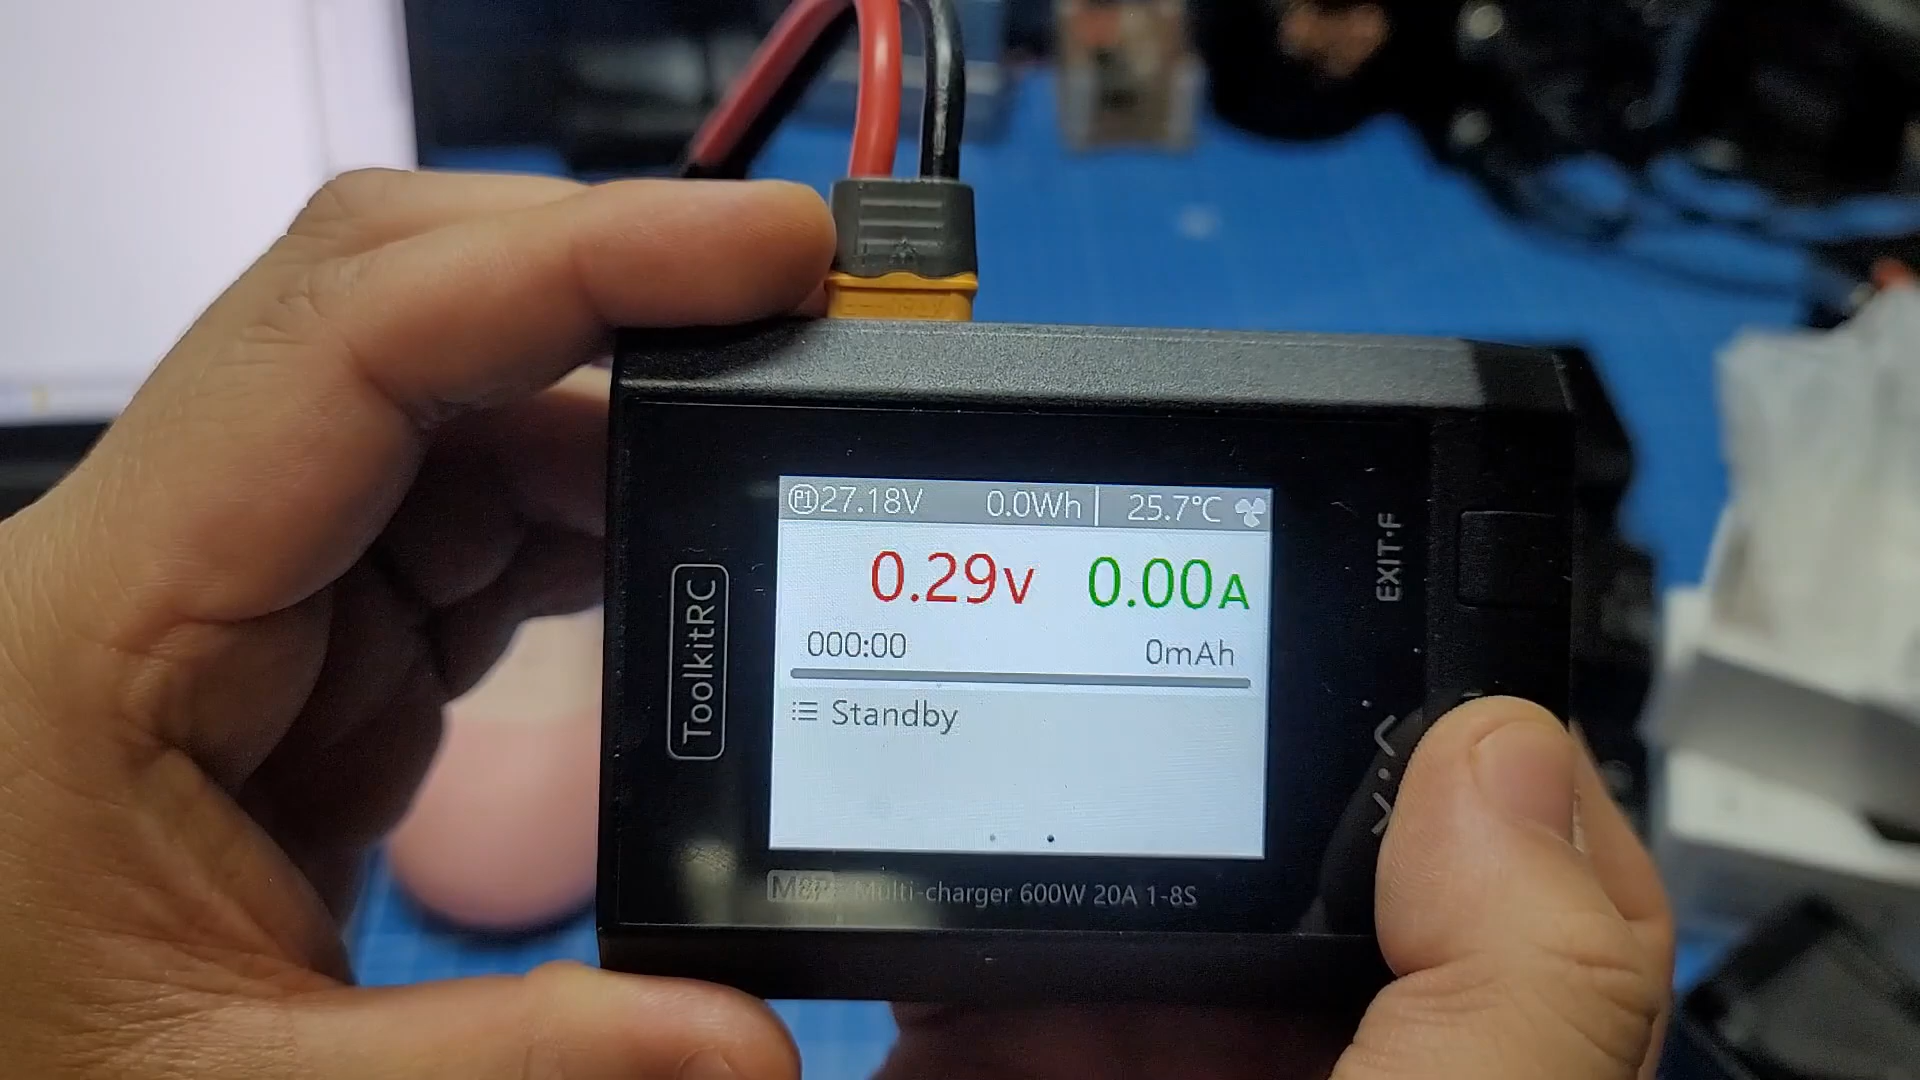 P1 27.18V 0.0Wh | 25.7℃
0.29V 0.00A
000:00 0mAh
Standby
ToolkitRC
EXIT·F
Multi-charger 600W 20A 1-8S